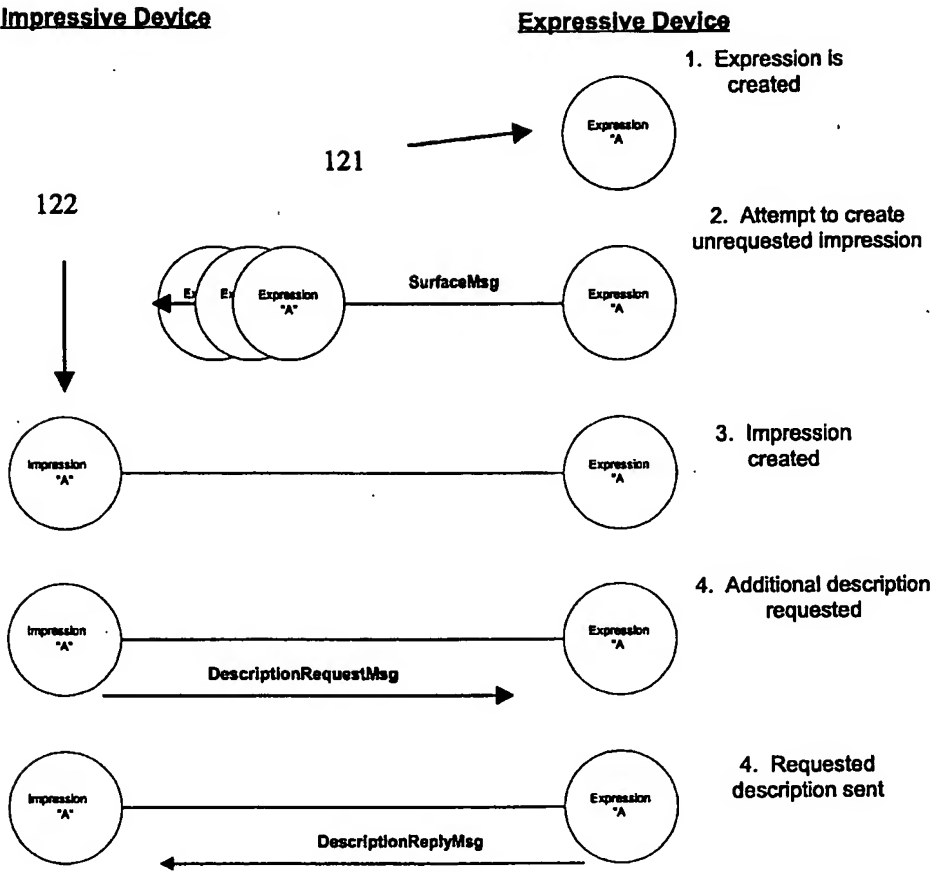 Impressive Device
Expressive Device
1. Expression is
created
Expression
"A
121
122
2. Attempt to create
unrequested impression
Ex
Ex
Expression
"A"
SurfaceMsg
Expression
"A
3. Impression
created
Impression
"A"
Expression
"A
4. Additional description
requested
Impression
"A"
Expression
"A
DescriptionRequestMsg
4. Requested
description sent
Impression
"A"
Expression
"A
DescriptionReplyMsg